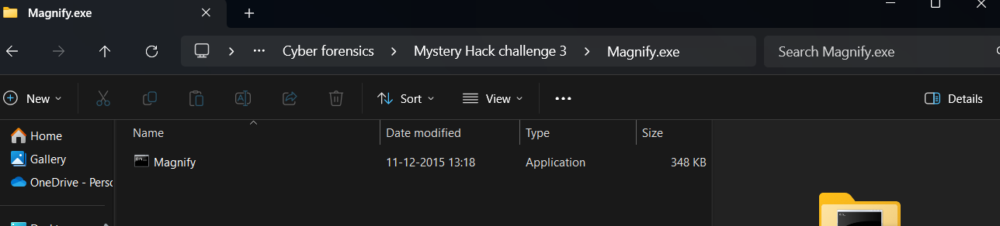 Magnify.exe
Cyber forensics Mystery Hack challenge 3 Magnify.exe Search Magnify.exe
New Sort View Details
Name Date modified Type Size
Home
Magnify 11-12-2015 13:18 Application 348 KB
Gallery
OneDrive - Perso